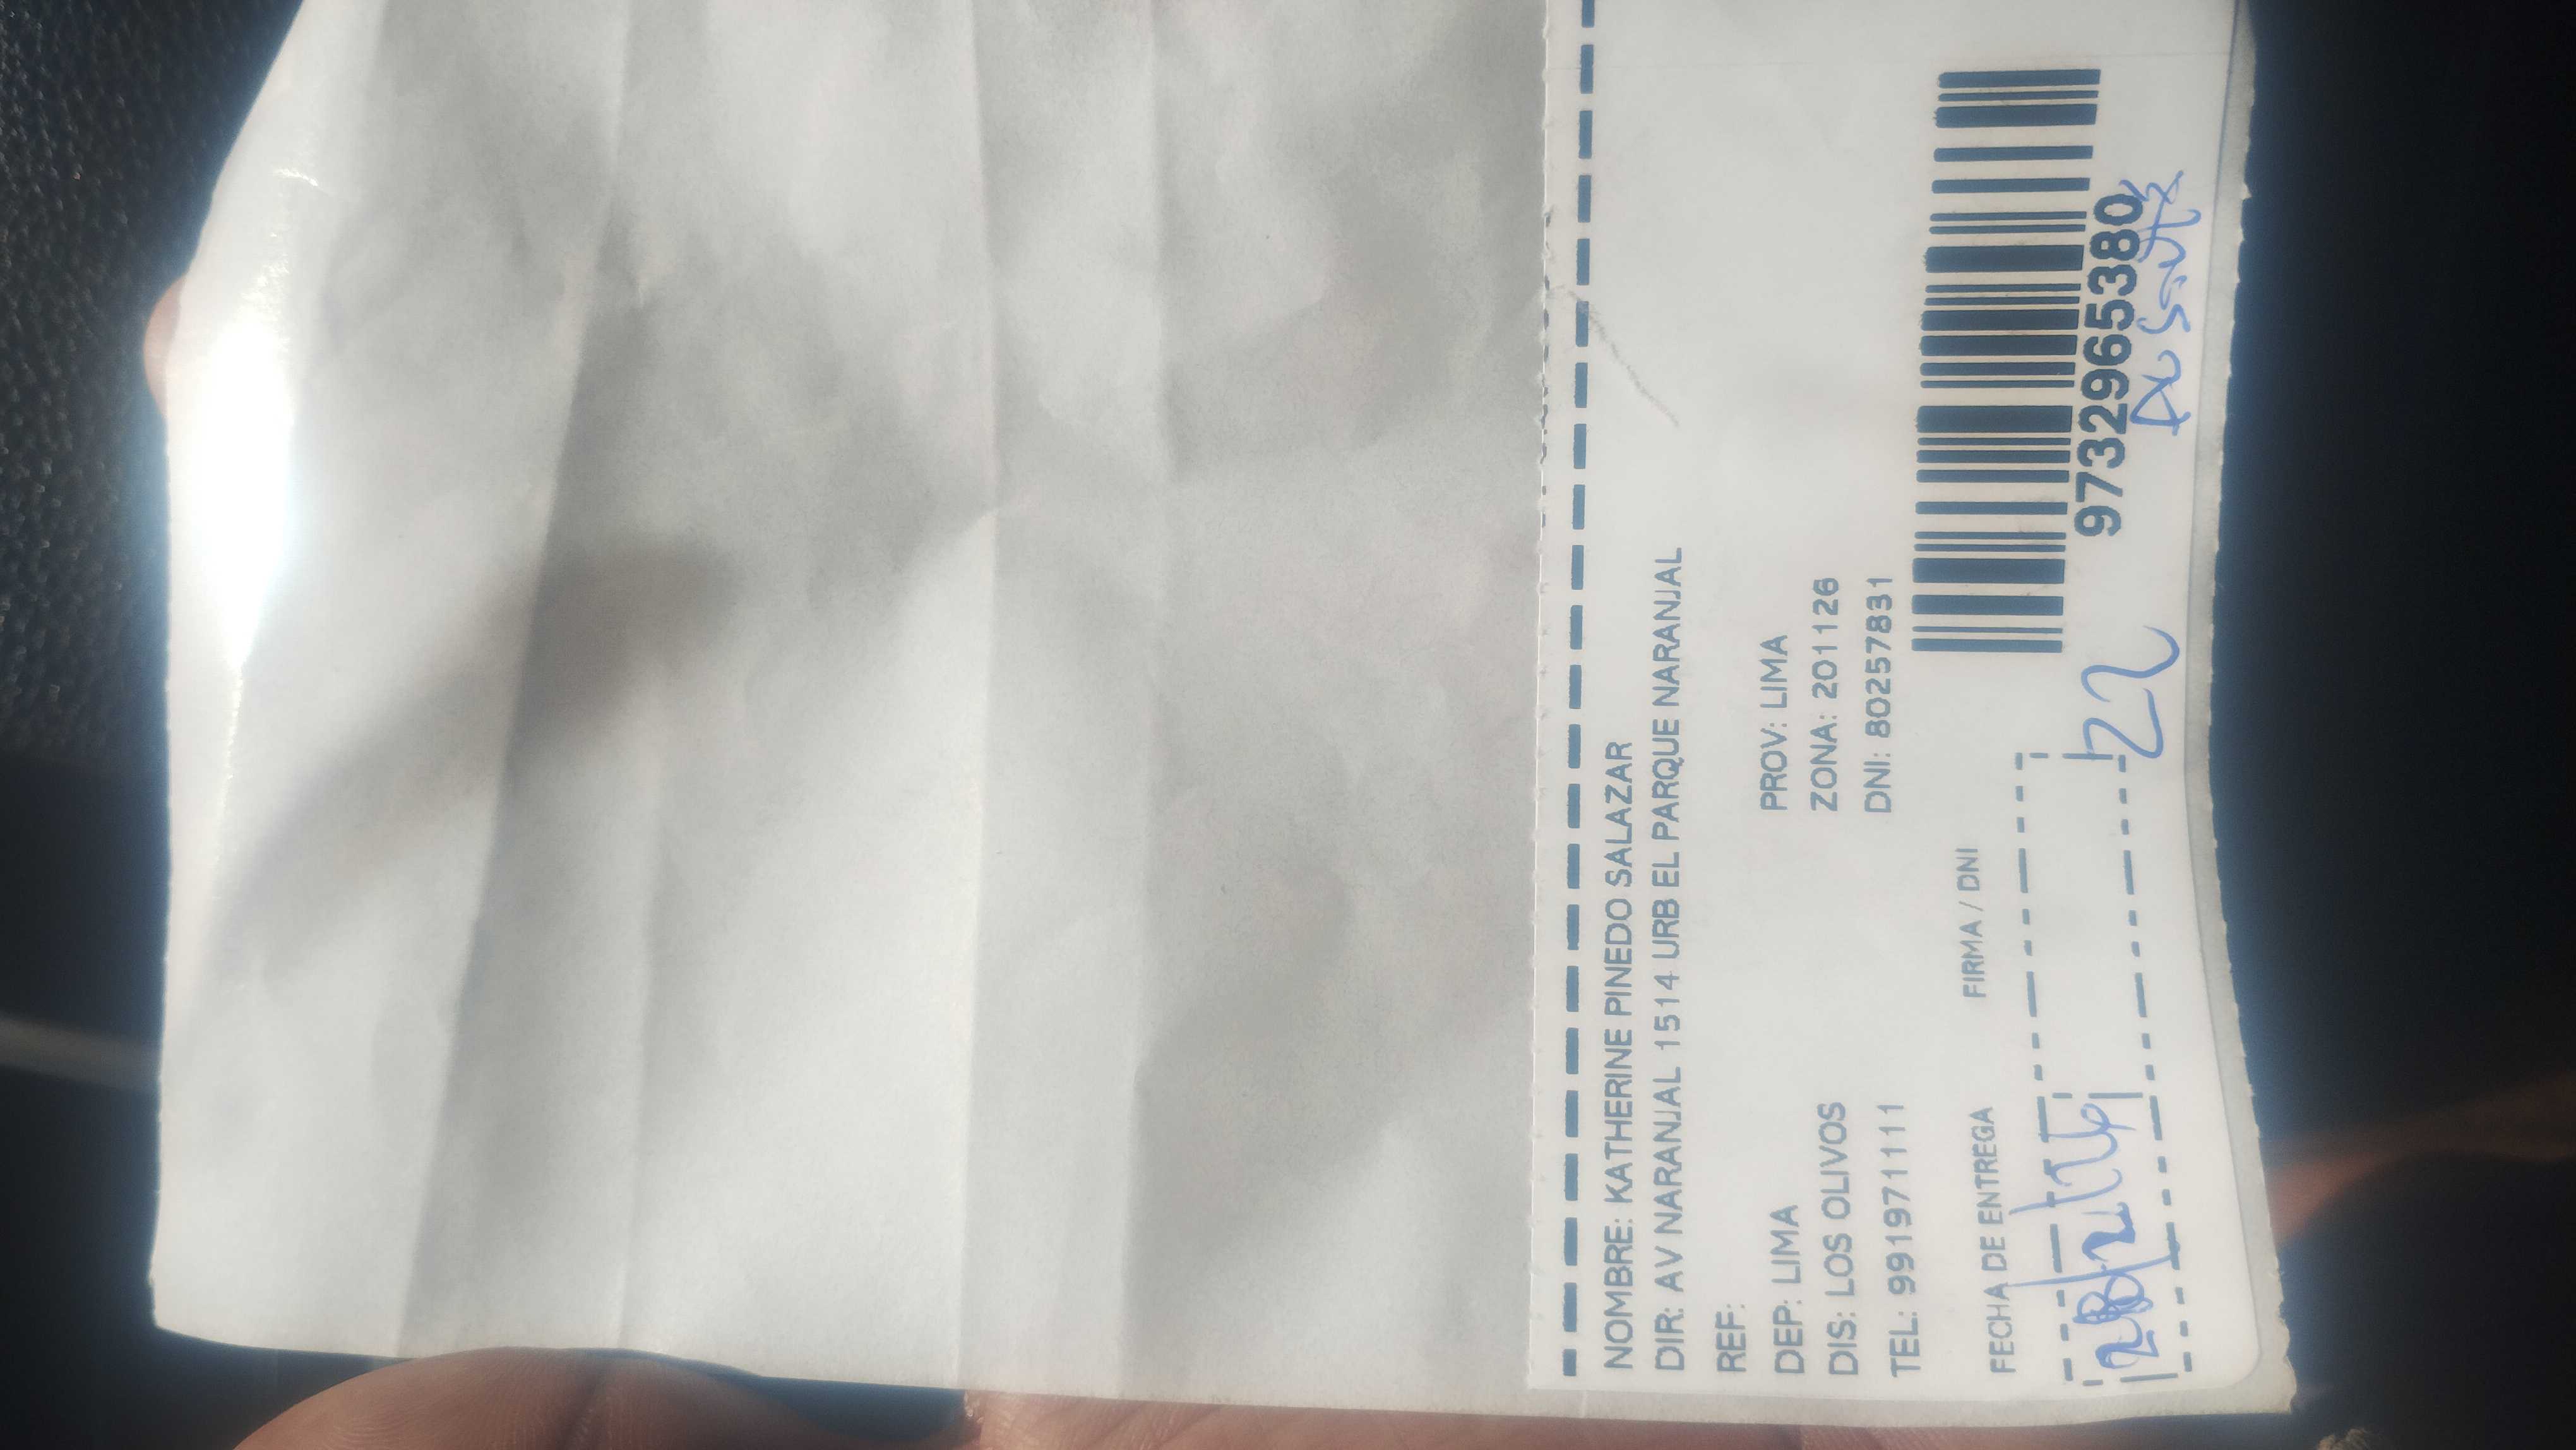 NOMBRE: KATHERINE PINEDO SALAZAR
DIR: AV NARANJAL 1514 URB EL PARQUE NARANJAL
REF:
DEP: LIMA PROV: LIMA
DIS: LOS OLIVOS ZONA: 201126
TEL: 991971111 DNI: 80257831
FECHA DE ENTREGA FIRMA / DNI
9732965380
22